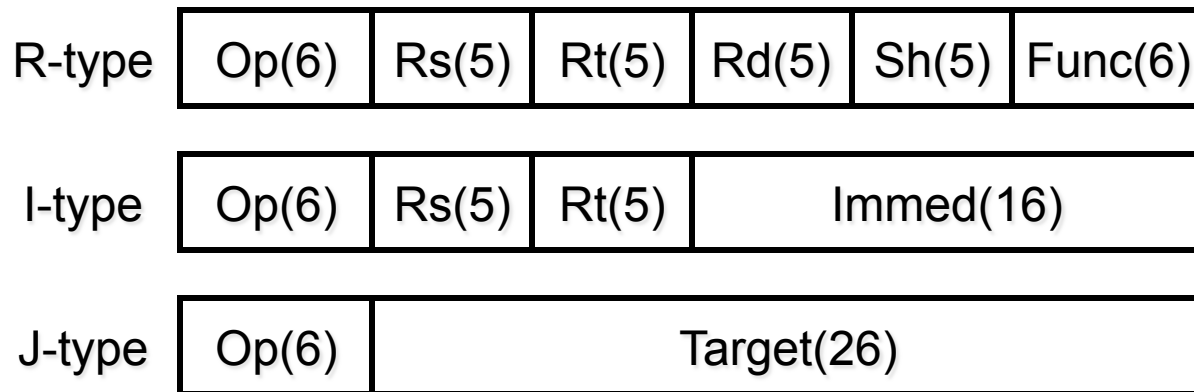 R-type Op(6) Rs(5) Rt(5) Rd(5) Sh(5) Func(6)
I-type Op(6) Rs(5) Rt(5) Immed(16)
J-type Op(6) Target(26)